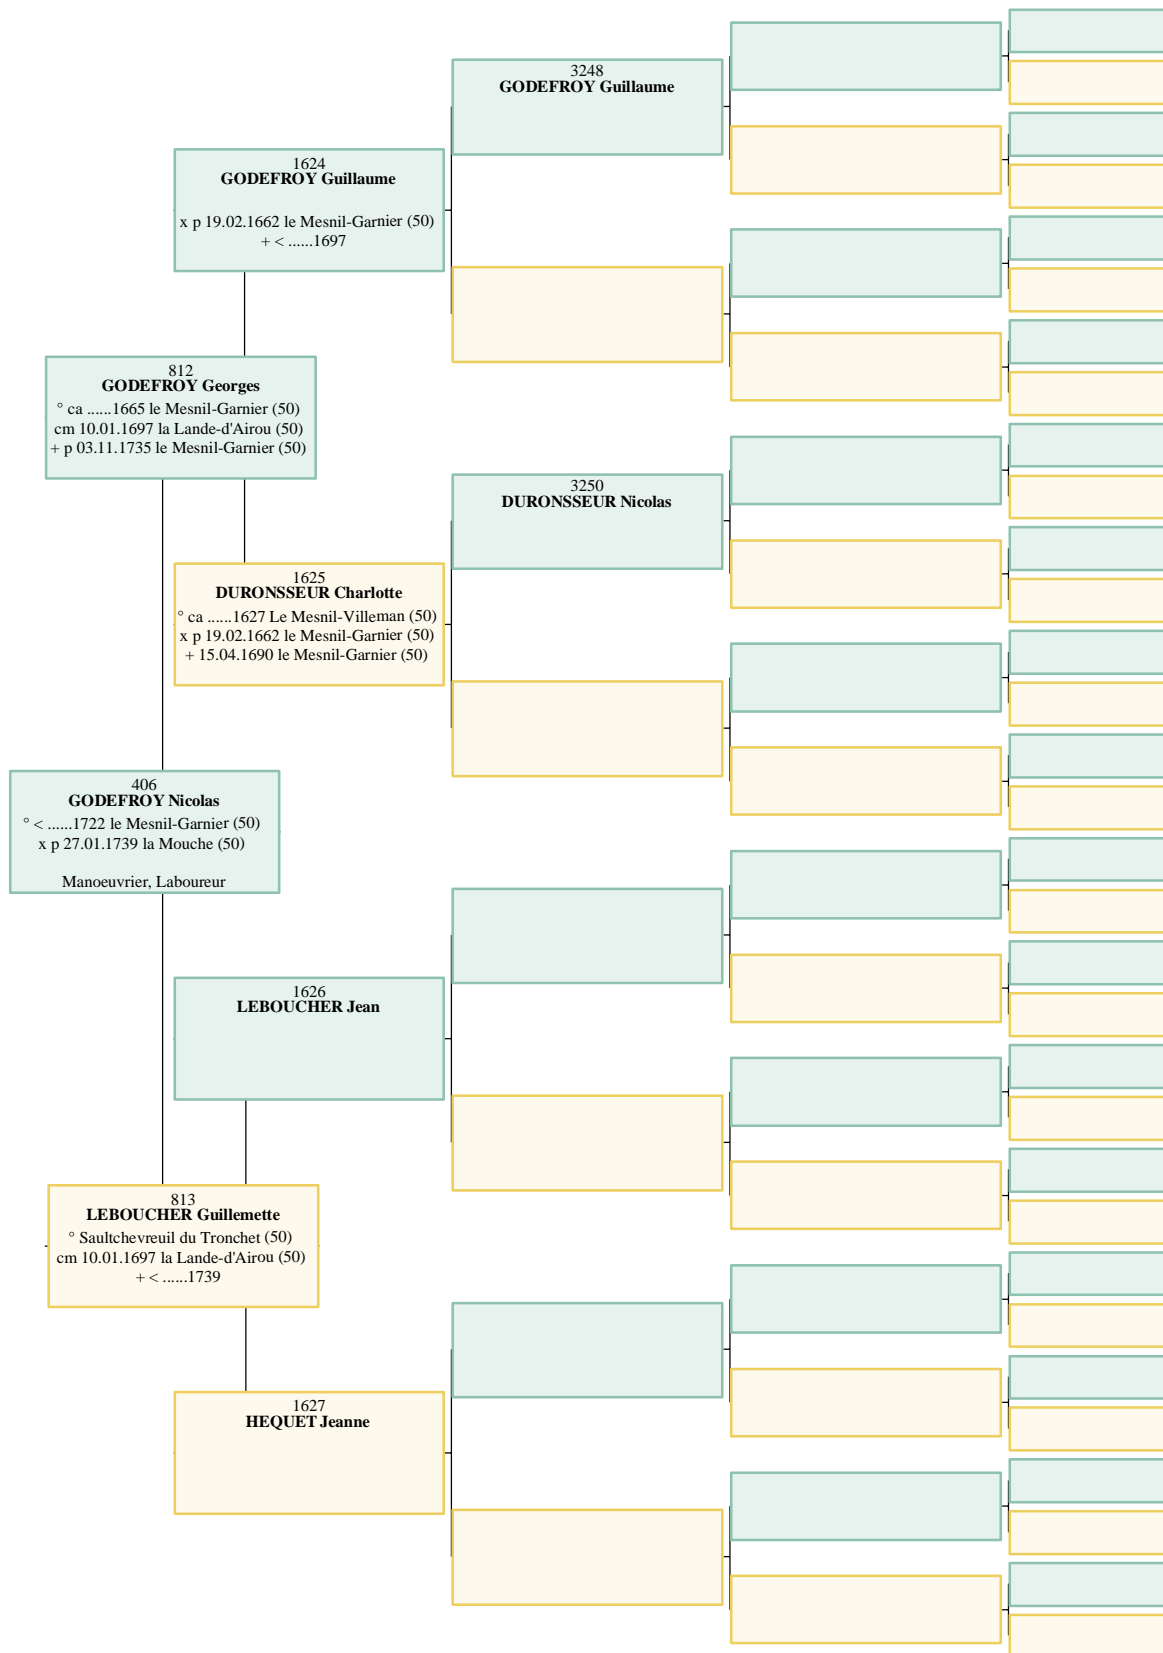 3248
GODEFROY Guillaume
1624
GODEFROY Guillaume
x p 19.02.1662 le Mesnil-Garnier (50)
+ < ......1697
812
GODEFROY Georges
° ca ......1665 le Mesnil-Garnier (50)
cm 10.01.1697 la Lande-d'Airou (50)
+ p 03.11.1735 le Mesnil-Garnier (50)
3250
DURONSSEUR Nicolas
1625
DURONSSEUR Charlotte
° ca ......1627 Le Mesnil-Villeman (50)
x p 19.02.1662 le Mesnil-Garnier (50)
+ 15.04.1690 le Mesnil-Garnier (50)
406
GODEFROY Nicolas
° < ......1722 le Mesnil-Garnier (50)
x p 27.01.1739 la Mouche (50)
Manoeuvrier, Laboureur
1626
LEBOUCHER Jean
813
LEBOUCHER Guillemette
° Saultchevreuil du Tronchet (50)
cm 10.01.1697 la Lande-d'Airou (50)
+ < ......1739
1627
HEQUET Jeanne